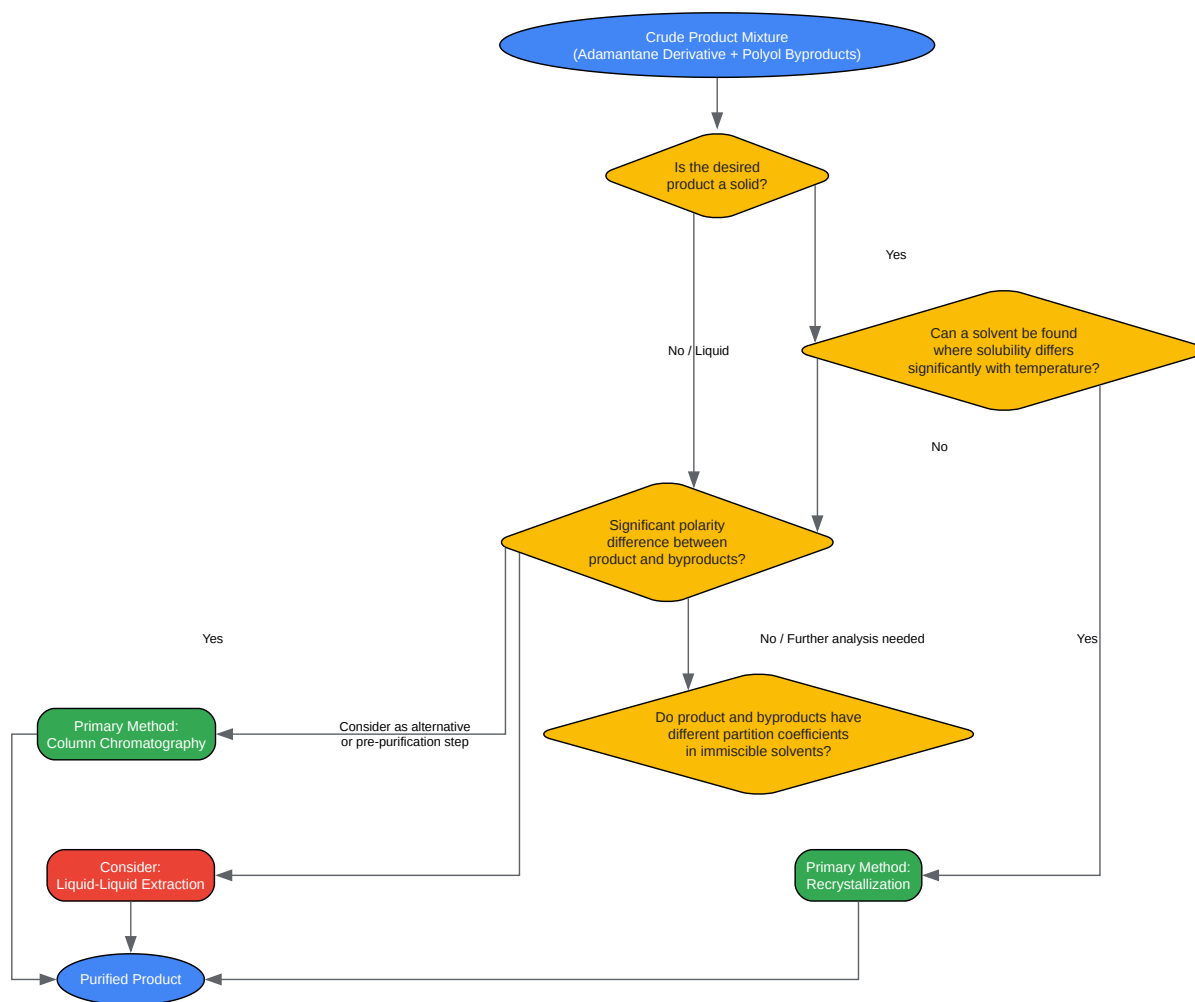 Crude Product Mixture
(Adamantane Derivative + Polyol Byproducts)
Is the desired
product a solid?
Yes
No / Liquid
Can a solvent be found
where solubility differs
significantly with temperature?
No
Significant polarity
difference between
product and byproducts?
Yes
No / Further analysis needed
Yes
Primary Method:
Column Chromatography
Consider as alternative
or pre-purification step
Do product and byproducts have
different partition coefficients
in immiscible solvents?
Consider:
Liquid-Liquid Extraction
Primary Method:
Recrystallization
Purified Product